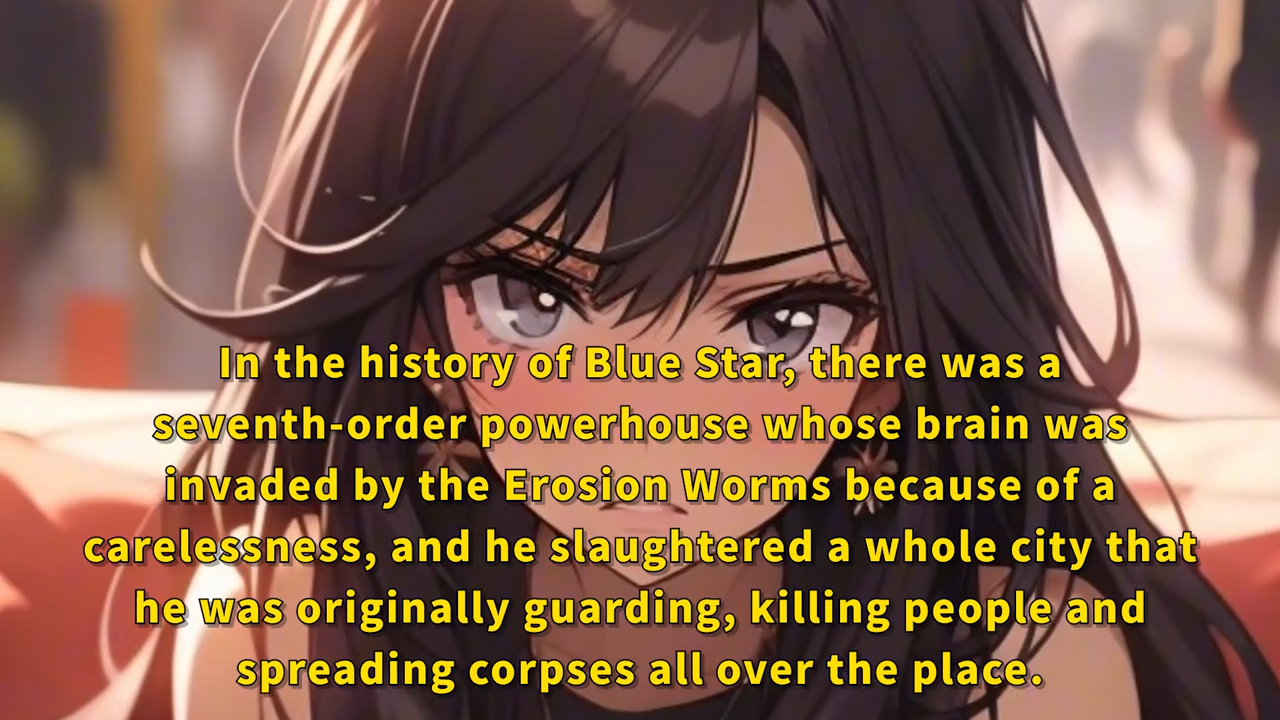 In the history of Blue Star, there was a
seventh-order powerhouse whose brain was
invaded by the Erosion Worms because of a
carelessness, and he slaughtered a whole city that
he was originally guarding, killing people and
spreading corpses all over the place.